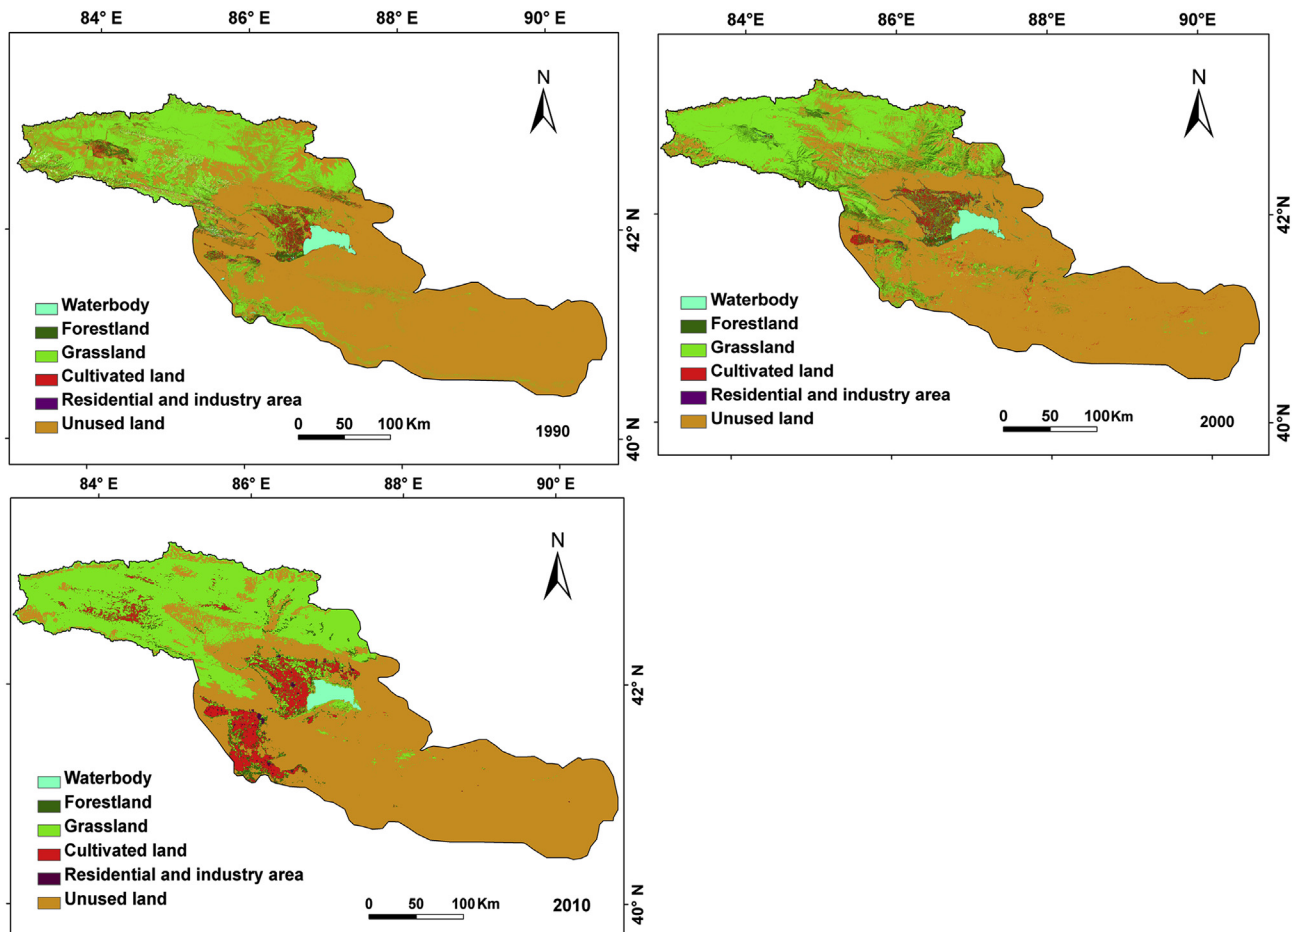 84° E 86° E 88° E 90° E
N
42° N
40° N
Waterbody
Forestland
Grassland
Cultivated land
Residential and industry area
Unused land
0 50 100 Km
1990
84° E 86° E 88° E 90° E
N
42° N
40° N
Waterbody
Forestland
Grassland
Cultivated land
Residential and industry area
Unused land
0 50 100 Km
2000
84° E 86° E 88° E 90° E
N
42° N
40° N
Waterbody
Forestland
Grassland
Cultivated land
Residential and industry area
Unused land
0 50 100 Km
2010